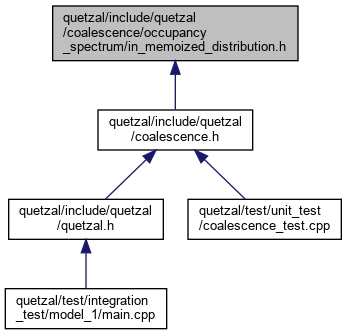 quetzal/include/quetzal
/coalescence/occupancy
_spectrum/in_memoized_distribution.h
quetzal/include/quetzal
/coalescence.h
quetzal/include/quetzal
/quetzal.h
quetzal/test/unit_test
/coalescence_test.cpp
quetzal/test/integration
_test/model_1/main.cpp